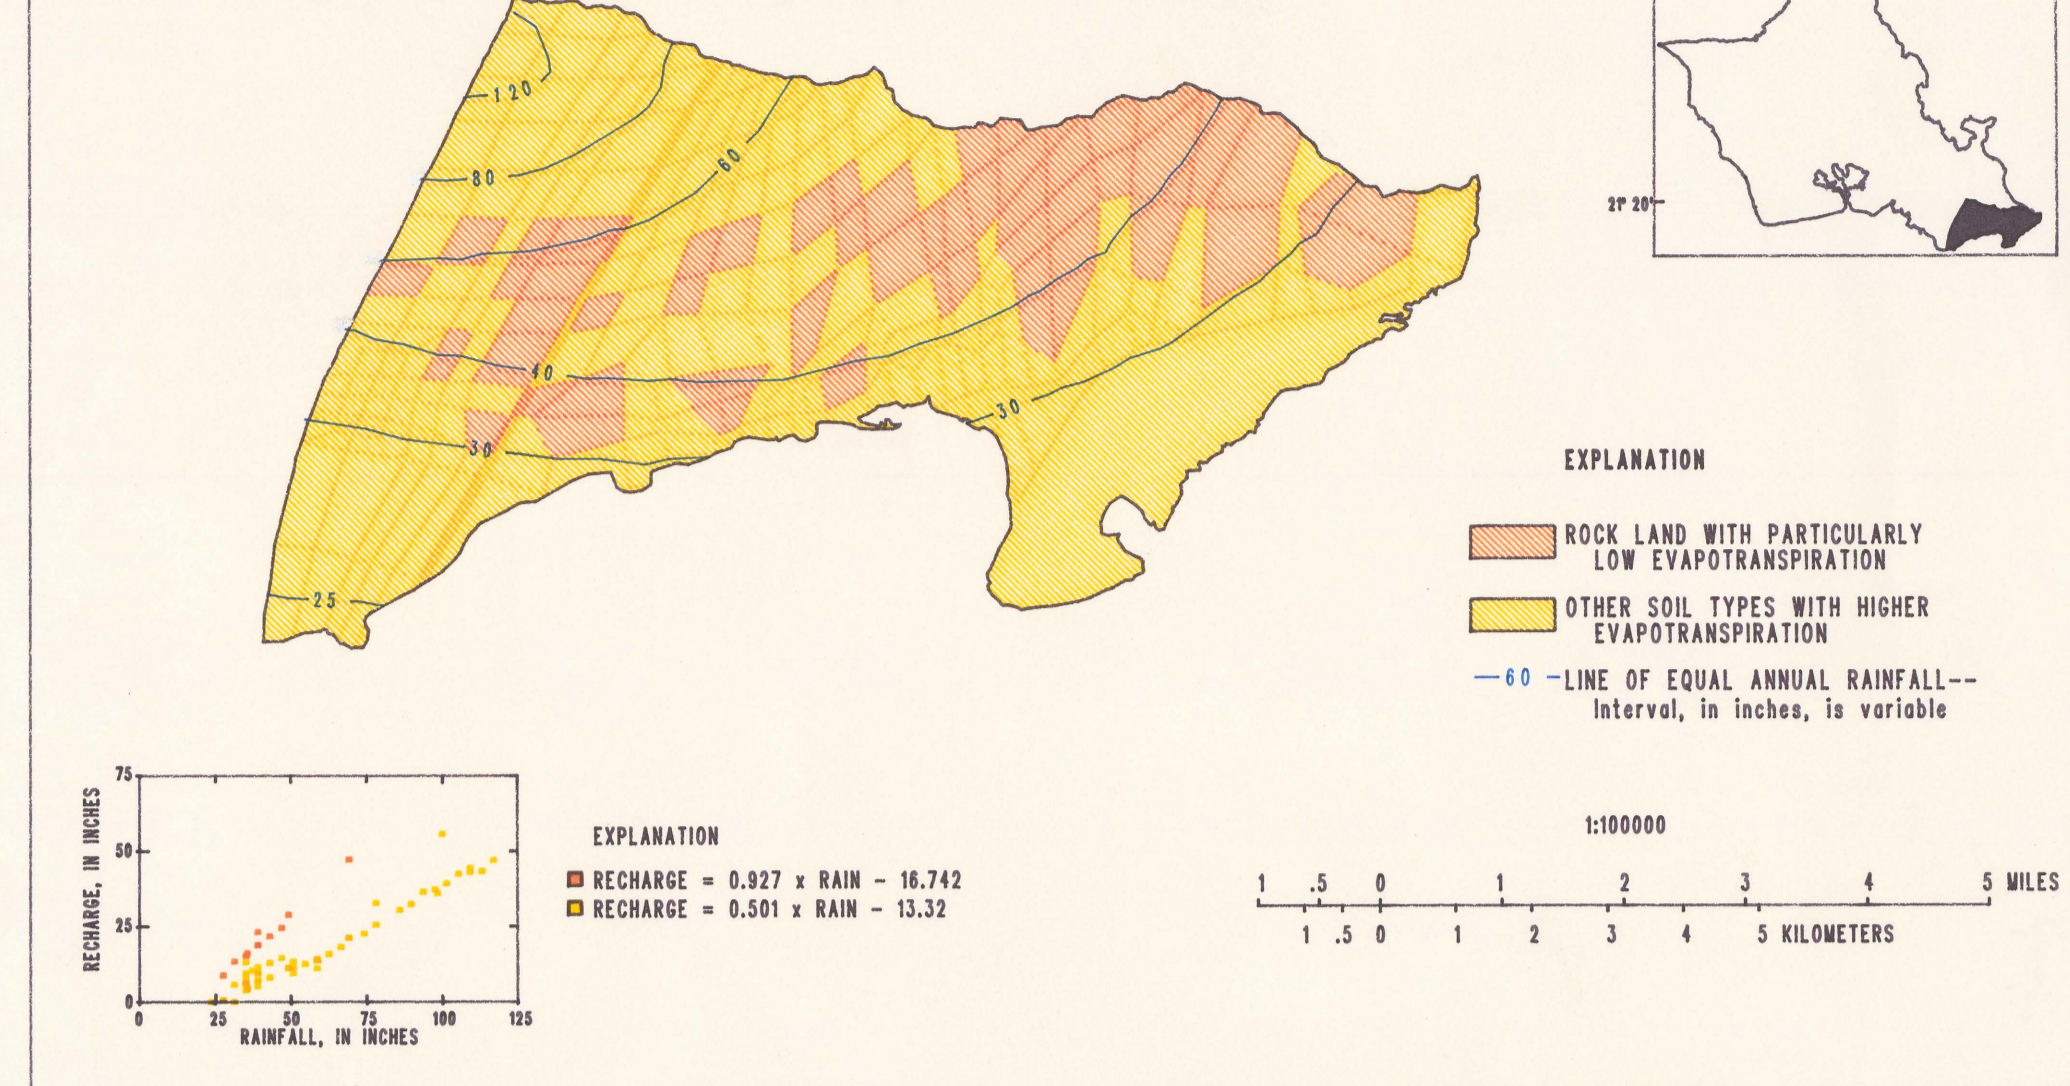 120
80
60
40
30
30
25
21° 20'
EXPLANATION
ROCK LAND WITH PARTICULARLY
LOW EVAPOTRANSPIRATION
OTHER SOIL TYPES WITH HIGHER
EVAPOTRANSPIRATION
—60 —LINE OF EQUAL ANNUAL RAINFALL--
Interval, in inches, is variable
75
50
25
0
0 25 50 75 100 125
RECHARGE, IN INCHES
RAINFALL, IN INCHES
EXPLANATION
RECHARGE = 0.927 x RAIN - 16.742
RECHARGE = 0.501 x RAIN - 13.32
1:100000
1 .5 0 1 2 3 4 5 MILES
1 .5 0 1 2 3 4 5 KILOMETERS